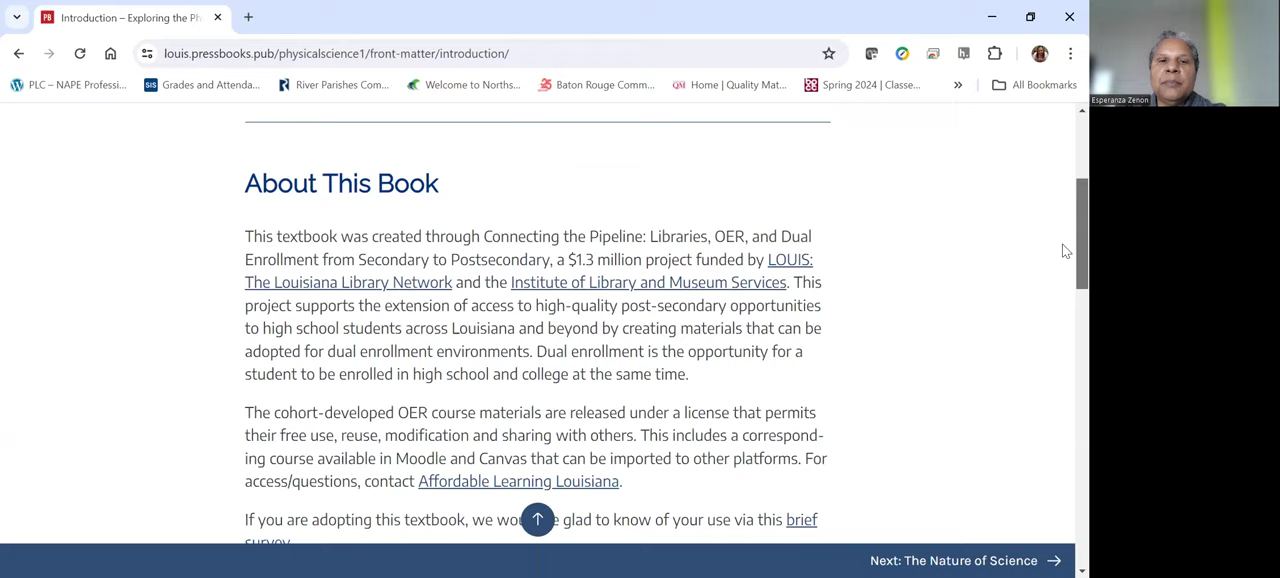 Introduction – Exploring the Ph
louis.pressbooks.pub/physicalscience1/front-matter/introduction/
PLC – NAPE Professi...
Grades and Attenda...
River Parishes Com...
Welcome to Norths...
Baton Rouge Comm...
QM Home | Quality Mat...
Spring 2024 | Classe...
»
All Bookmarks
Esperanza Zenon
About This Book
This textbook was created through Connecting the Pipeline: Libraries, OER, and Dual
Enrollment from Secondary to Postsecondary, a $1.3 million project funded by LOUIS:
The Louisiana Library Network and the Institute of Library and Museum Services. This
project supports the extension of access to high-quality post-secondary opportunities
to high school students across Louisiana and beyond by creating materials that can be
adopted for dual enrollment environments. Dual enrollment is the opportunity for a
student to be enrolled in high school and college at the same time.
The cohort-developed OER course materials are released under a license that permits
their free use, reuse, modification and sharing with others. This includes a correspond-
ing course available in Moodle and Canvas that can be imported to other platforms. For
access/questions, contact Affordable Learning Louisiana.
If you are adopting this textbook, we glad to know of your use via this brief
survey
Next: The Nature of Science